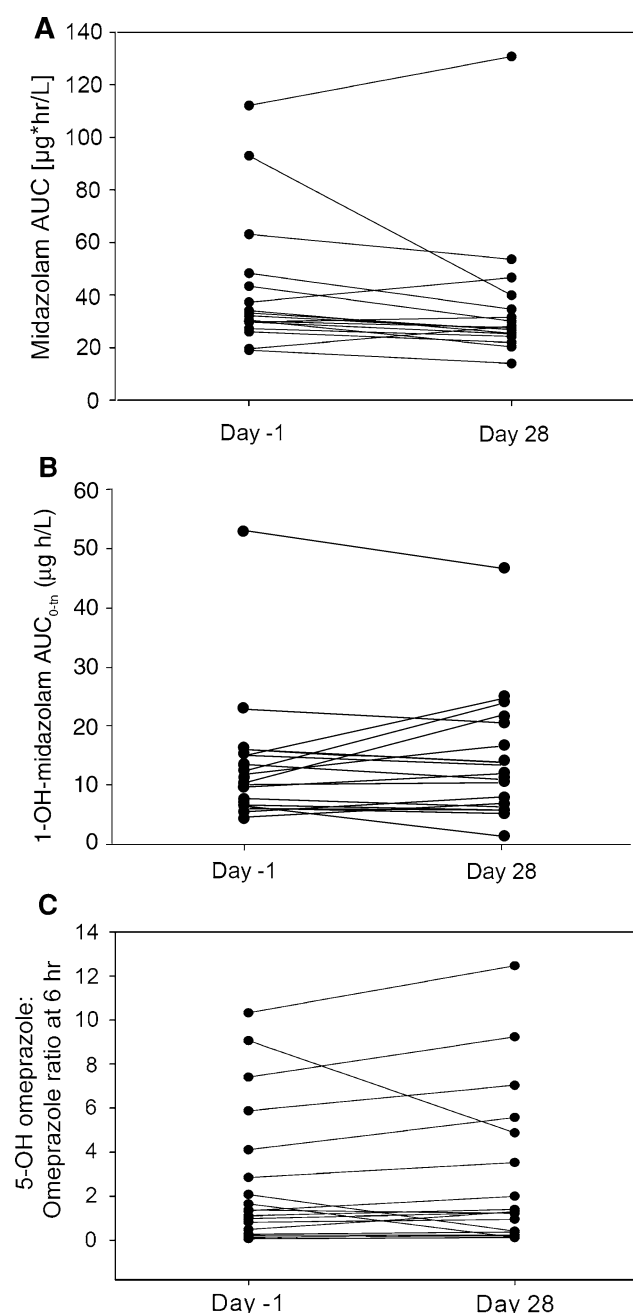 A
Midazolam AUC [µg*hr/L]
140
120
100
80
60
40
20
0
Day -1
Day 28
B
1-OH-midazolam AUC0-tn (µg h/L)
60
50
40
30
20
10
0
Day -1
Day 28
C
5-OH omeprazole:
Omeprazole ratio at 6 hr
14
12
10
8
6
4
2
0
Day -1
Day 28